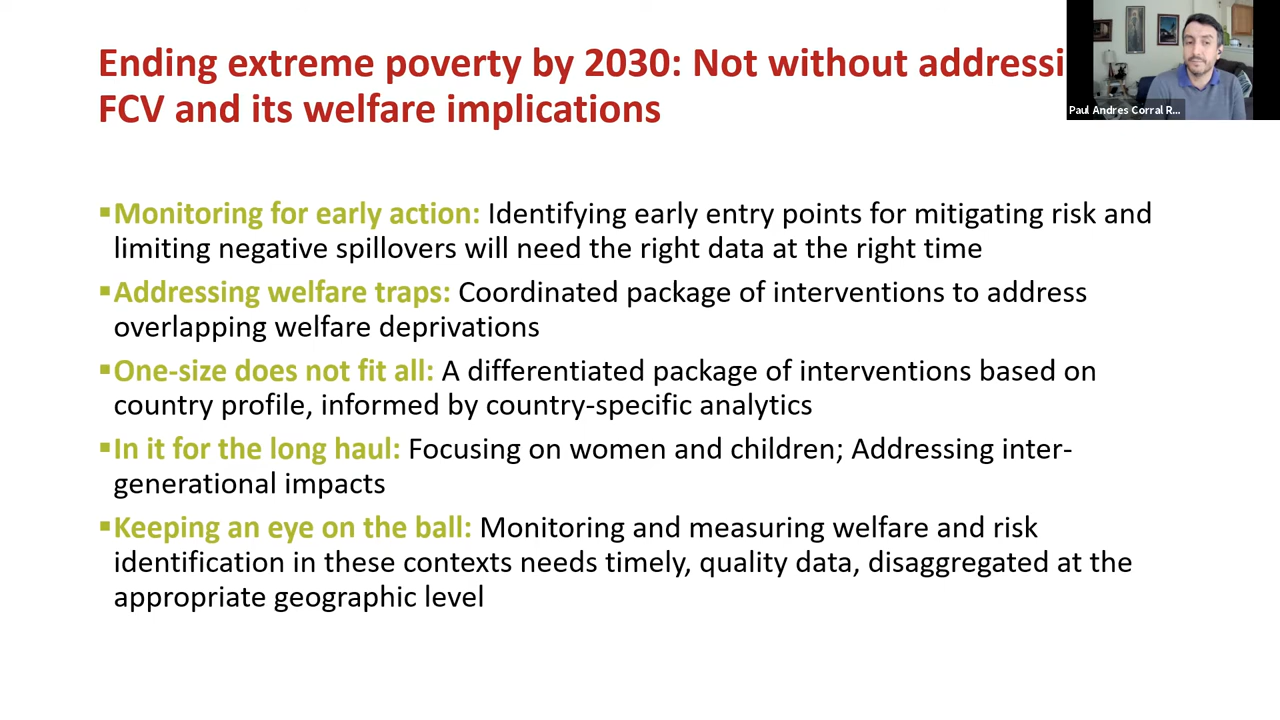 Ending extreme poverty by 2030: Not without
FCV and its welfare implications
Paul Andres Corral R...
▪Monitoring for early action: Identifying early entry points for mitigating risk and
limiting negative spillovers will need the right data at the right time
▪Addressing welfare traps: Coordinated package of interventions to address
overlapping welfare deprivations
▪One-size does not fit all: A differentiated package of interventions based on
country profile, informed by country-specific analytics
▪In it for the long haul: Focusing on women and children; Addressing inter-
generational impacts
▪Keeping an eye on the ball: Monitoring and measuring welfare and risk
identification in these contexts needs timely, quality data, disaggregated at the
appropriate geographic level